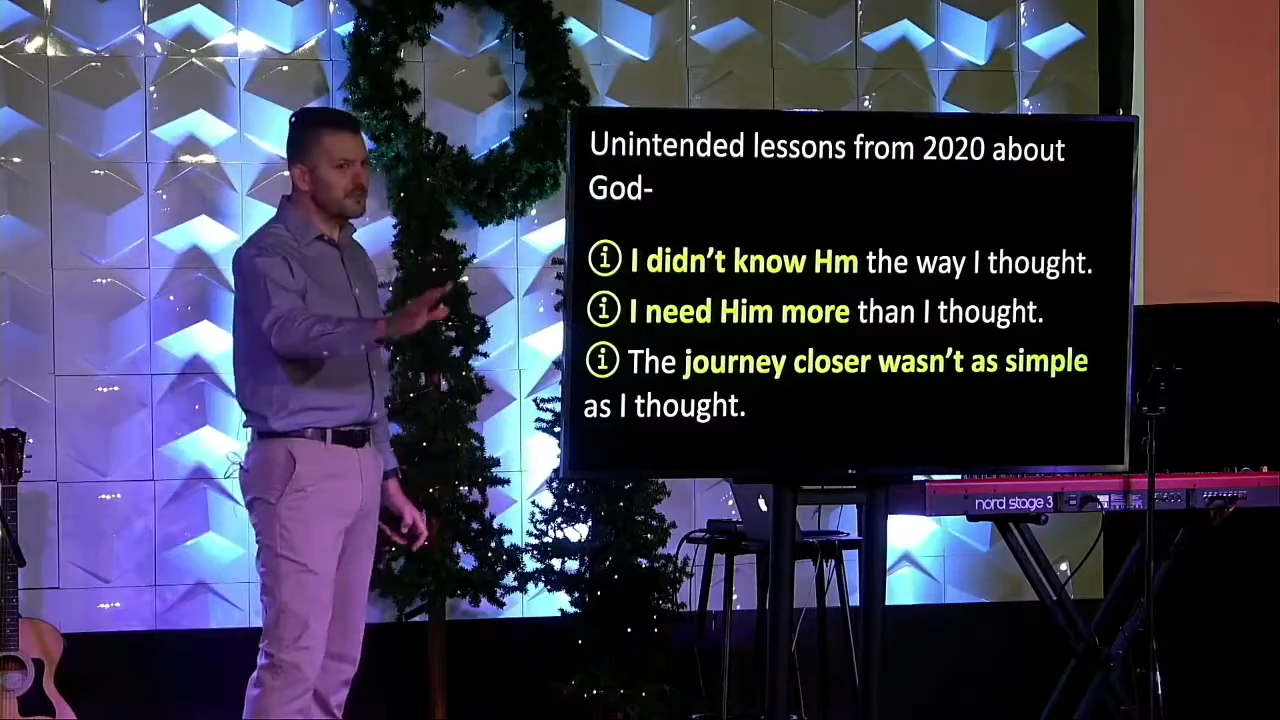 Unintended lessons from 2020 about
God-
ⓘ I didn't know Hm the way I thought.
ⓘ I need Him more than I thought.
ⓘ The journey closer wasn't as simple
as I thought.
nord stage 3